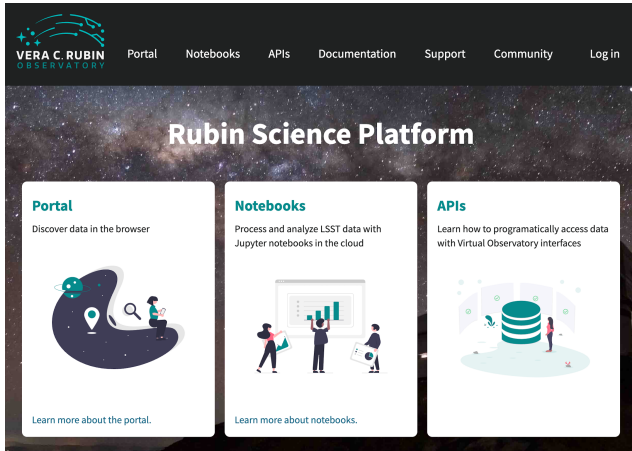 VERA C. RUBIN
OBSERVATORY
Portal
Notebooks
APIs
Documentation
Support
Community
Log in
Rubin Science Platform
Portal
Discover data in the browser
Learn more about the portal.
Notebooks
Process and analyze LSST data with
Jupyter notebooks in the cloud
Learn more about notebooks.
APIs
Learn how to programatically access data
with Virtual Observatory interfaces